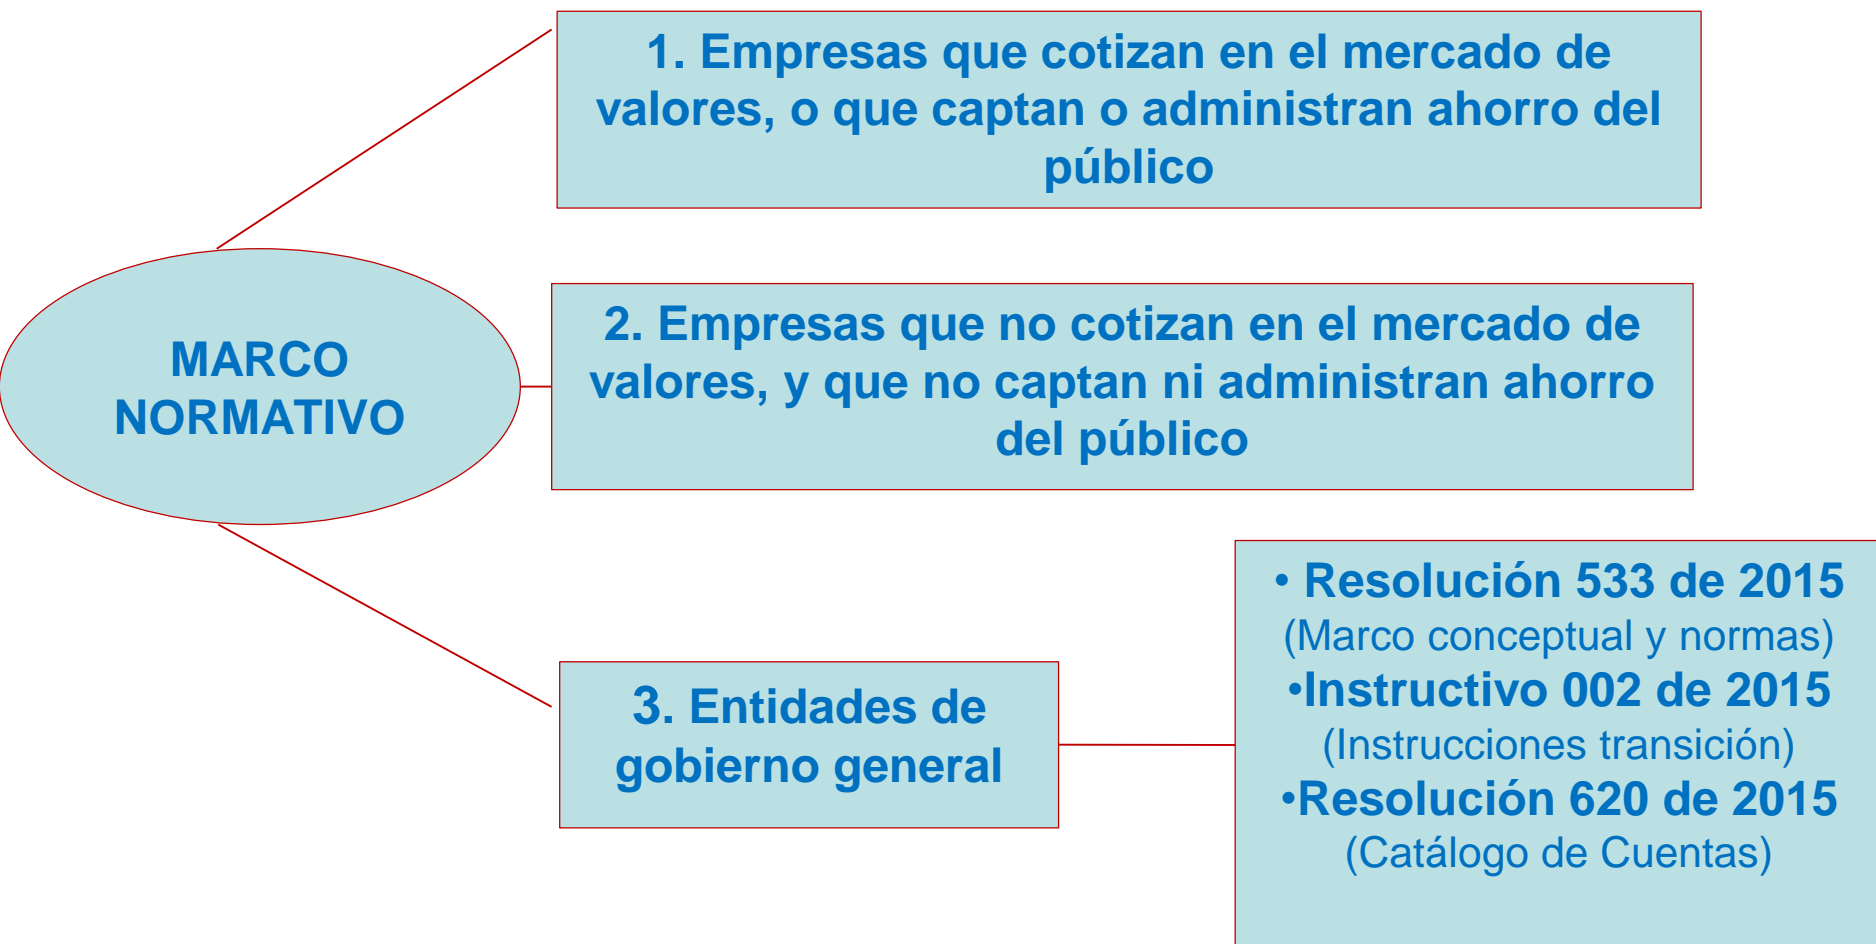 1. Empresas que cotizan en el mercado de
valores, o que captan o administran ahorro del
público
MARCO
NORMATIVO
2. Empresas que no cotizan en el mercado de
valores, y que no captan ni administran ahorro
del público
3. Entidades de
gobierno general
• Resolución 533 de 2015
(Marco conceptual y normas)
•Instructivo 002 de 2015
(Instrucciones transición)
•Resolución 620 de 2015
(Catálogo de Cuentas)